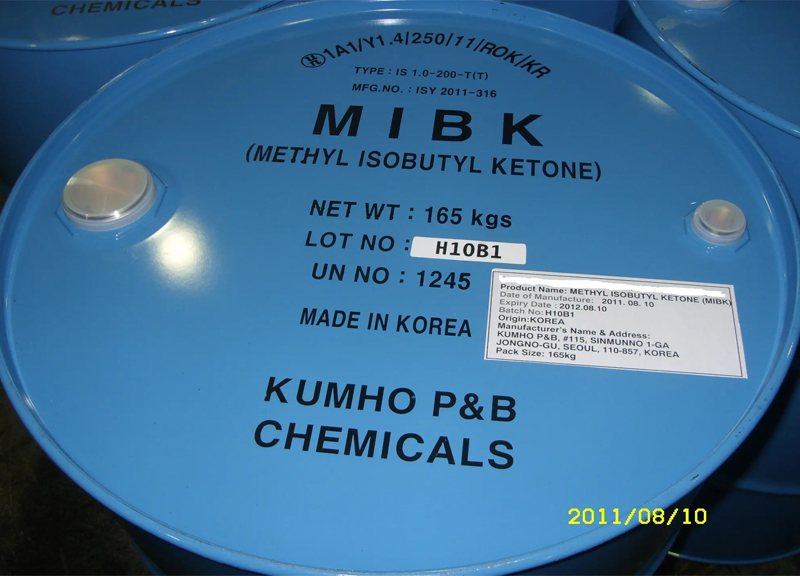 CHEMICALS
1A1/Y1.4/250/11/ROK/KR
TYPE : IS 1.0-200-T(T)
MFG.NO. : ISY 2011-316
MIBK
(METHYL ISOBUTYL KETONE)
NET WT : 165 kgs
LOT NO : H10B1
UN NO : 1245
MADE IN KOREA
Product Name: METHYL ISOBUTYL KETONE (MIBK)
Date of Manufacture: 2011. 08. 10
Expiry Date : 2012.08.10
Batch No: H10B1
Origin:KOREA
Manufacturer's Name & Address:
KUMHO P&B, #115, SINMUNNO 1-GA
JONGNO-GU, SEOUL, 110-857, KOREA
Pack Size: 165kg
KUMHO P&B
CHEMICALS
2011/08/10